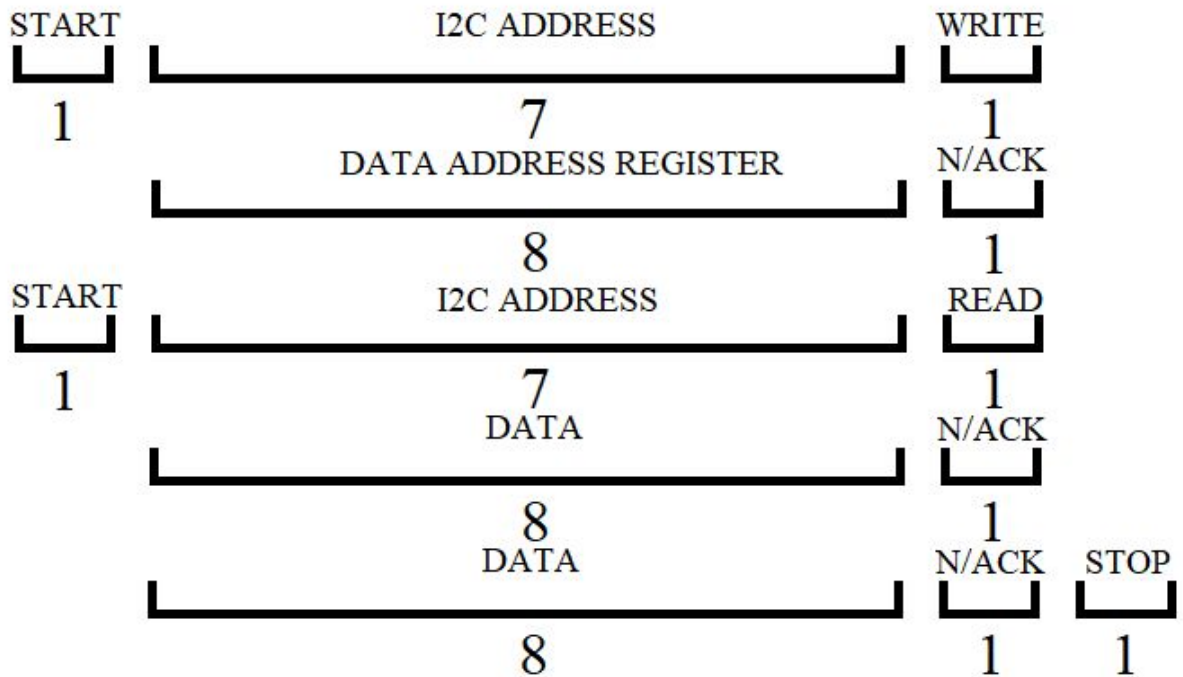 START I2C ADDRESS WRITE
1 7 1
DATA ADDRESS REGISTER N/ACK
8 1
START I2C ADDRESS READ
1 7 1
DATA N/ACK
8 1
DATA N/ACK STOP
8 1 1